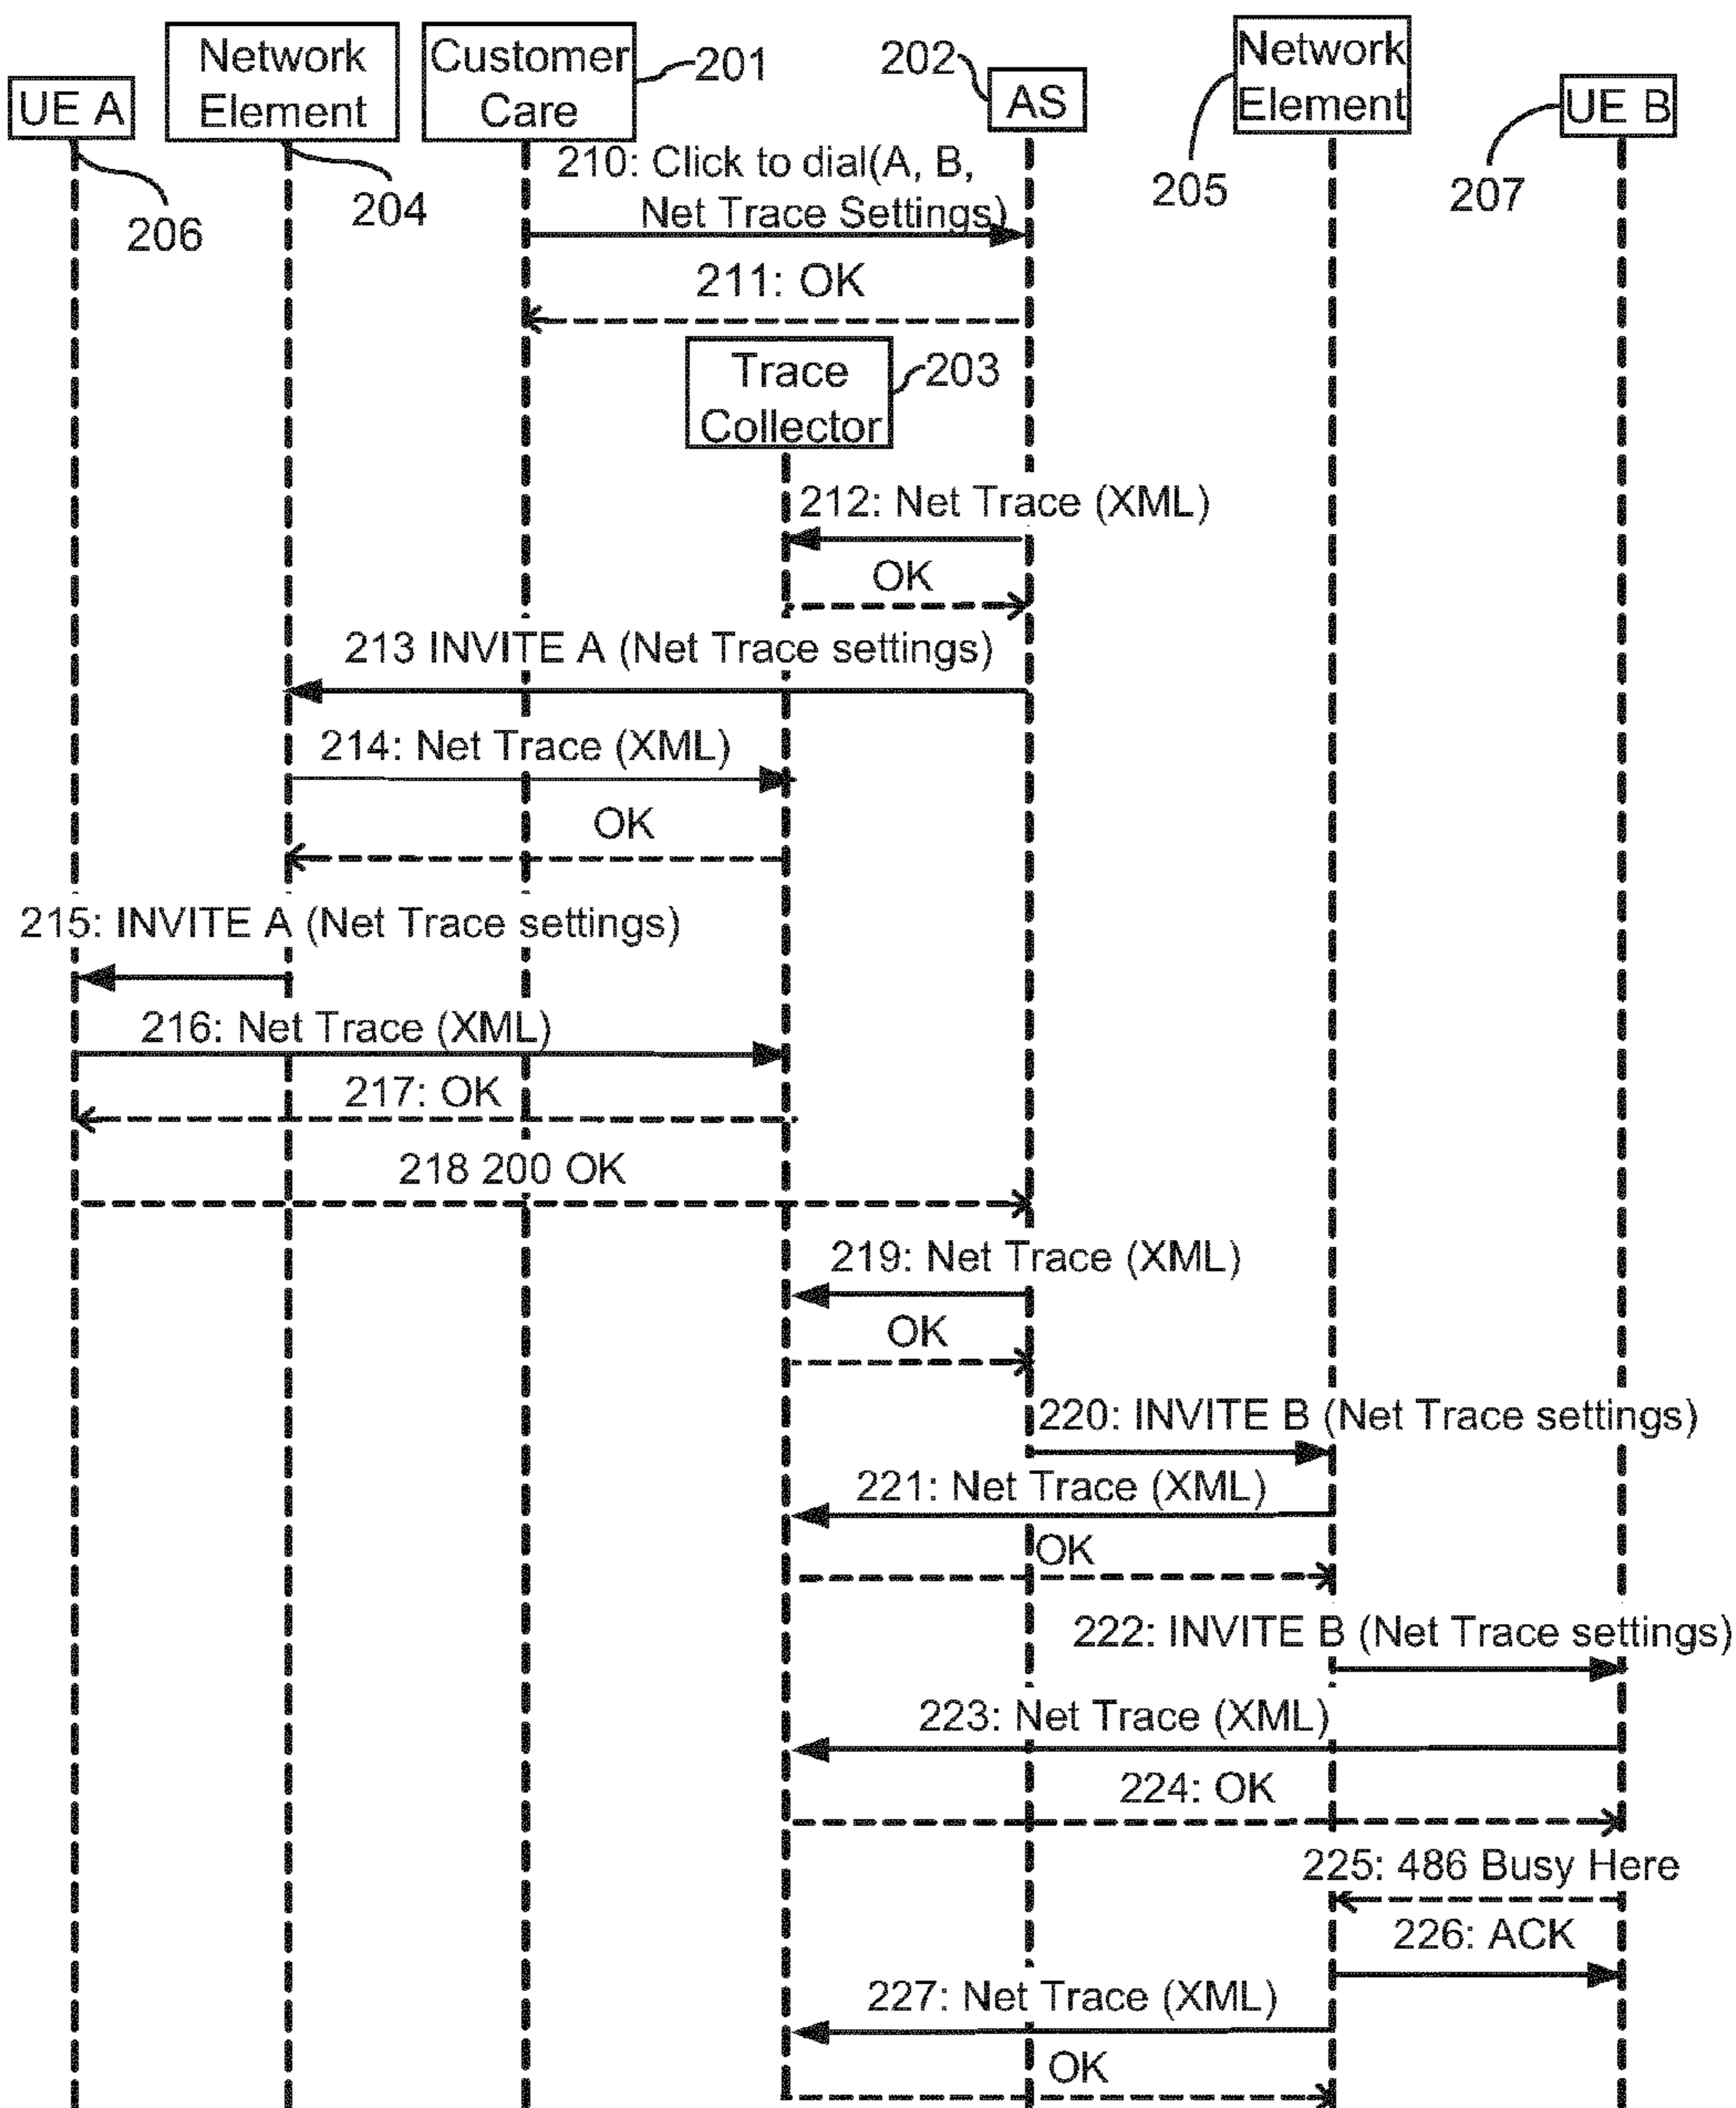 UE A
Network
Element
Customer
Care
201
202
AS
Network
Element
UE B
206
204
205
207
210: Click to dial(A, B,
Net Trace Settings)
211: OK
Trace
Collector
203
212: Net Trace (XML)
OK
213 INVITE A (Net Trace settings)
214: Net Trace (XML)
OK
215: INVITE A (Net Trace settings)
216: Net Trace (XML)
217: OK
218 200 OK
219: Net Trace (XML)
OK
220: INVITE B (Net Trace settings)
221: Net Trace (XML)
OK
222: INVITE B (Net Trace settings)
223: Net Trace (XML)
224: OK
225: 486 Busy Here
226: ACK
227: Net Trace (XML)
OK